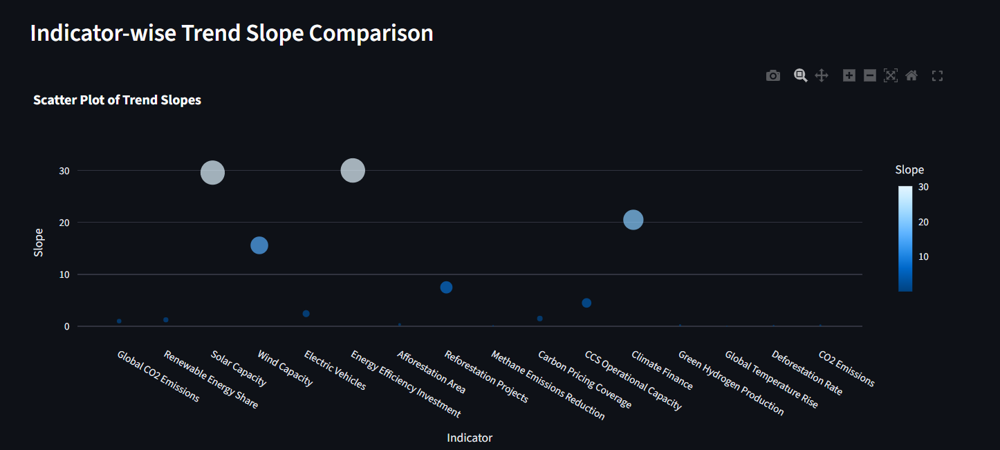 Indicator-wise Trend Slope Comparison
Scatter Plot of Trend Slopes
30
20
10
0
Slope
Global CO2 Emissions
Renewable Energy Share
Solar Capacity
Wind Capacity
Electric Vehicles
Energy Efficiency Investment
Afforestation Area
Reforestation Projects
Methane Emissions Reduction
Carbon Pricing Coverage
CCS Operational Capacity
Climate Finance
Green Hydrogen Production
Global Temperature Rise
Deforestation Rate
CO2 Emissions
Indicator
Slope
30
20
10